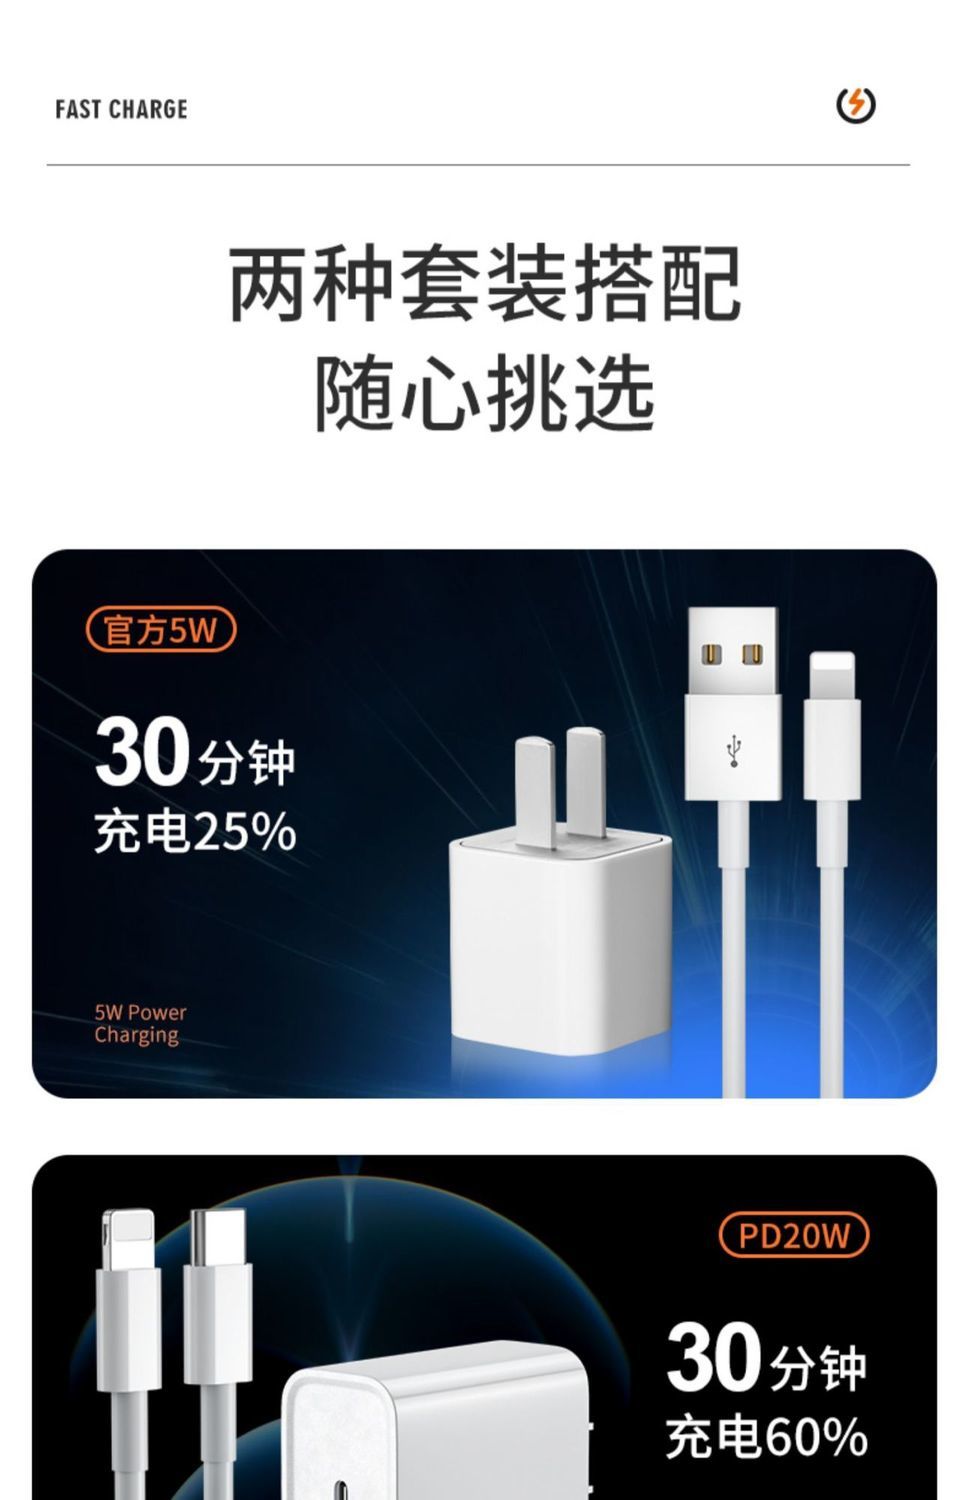 FAST CHARGE
两种套装搭配
随心挑选
官方5W
30分钟
充电25%
5W Power
Charging
PD20W
30分钟
充电60%